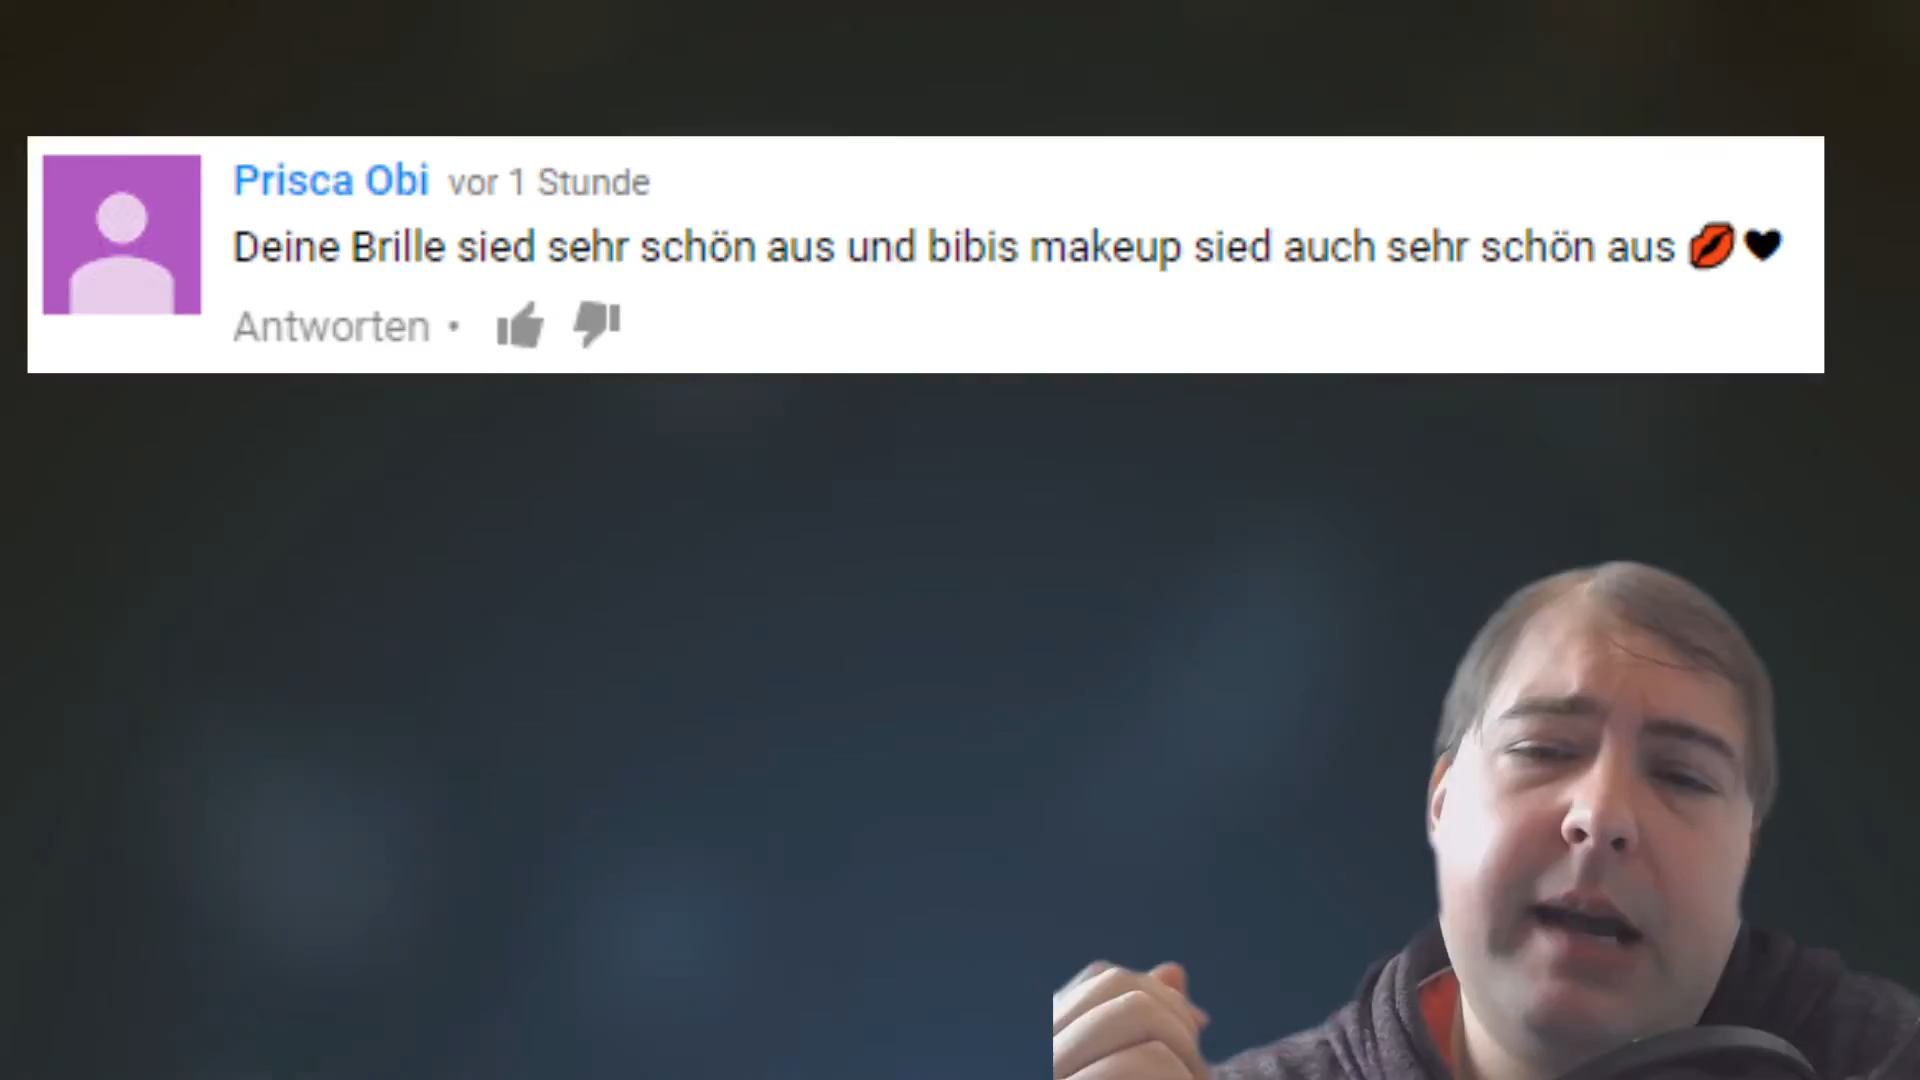 Prisca Obi vor 1 Stunde
Deine Brille sied sehr schön aus und bibis makeup sied auch sehr schön aus 💋🖤
Antworten •